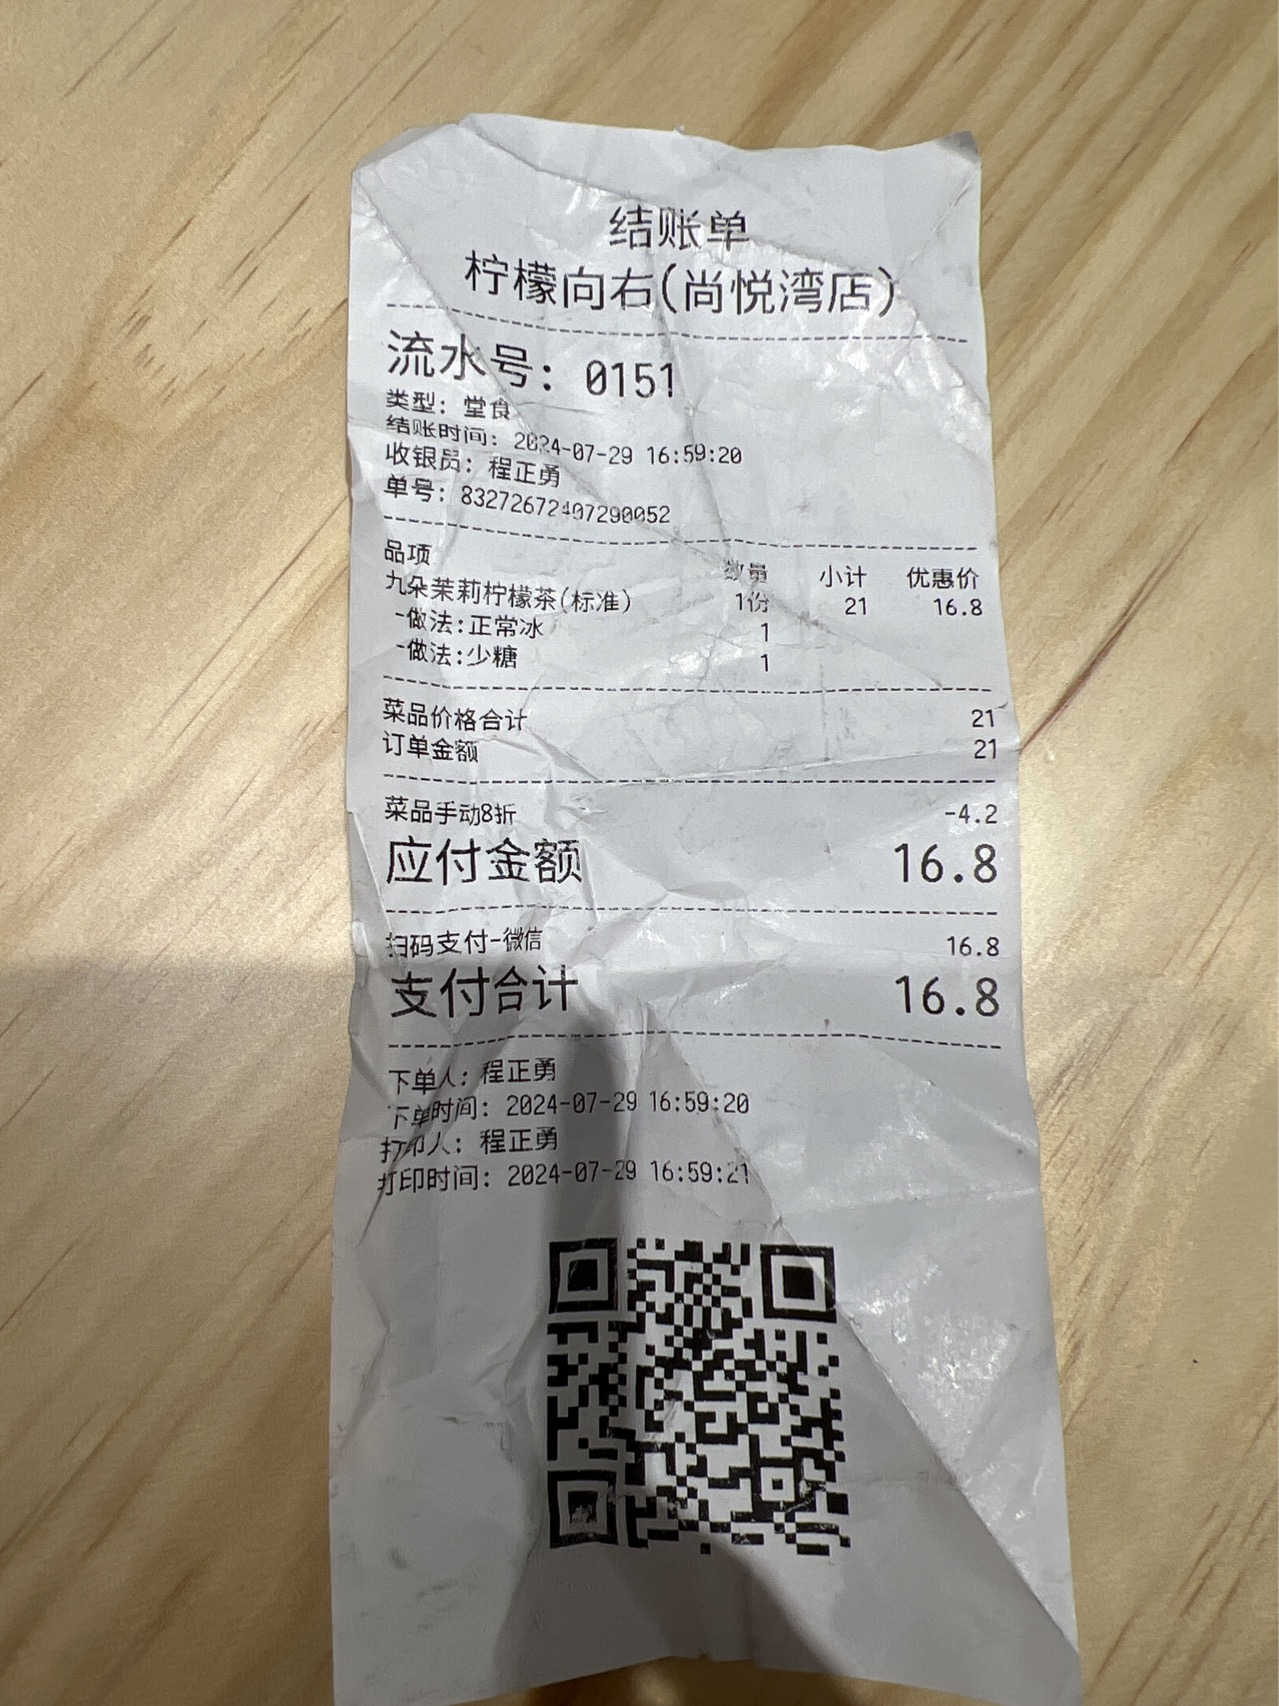 结账单
柠檬向右(尚悦湾店)
流水号: 0151
类型: 堂食
结账时间: 2024-07-29 16:59:20
收银员: 程正勇
单号: 83272672407290052
品项 数量 小计 优惠价
九朵茉莉柠檬茶(标准) 1份 21 16.8
-做法:正常冰 1
-做法:少糖 1
菜品价格合计 21
订单金额 21
菜品手动8折 -4.2
应付金额 16.8
扫码支付-微信 16.8
支付合计 16.8
下单人: 程正勇
下单时间: 2024-07-29 16:59:20
打印人: 程正勇
打印时间: 2024-07-29 16:59:21